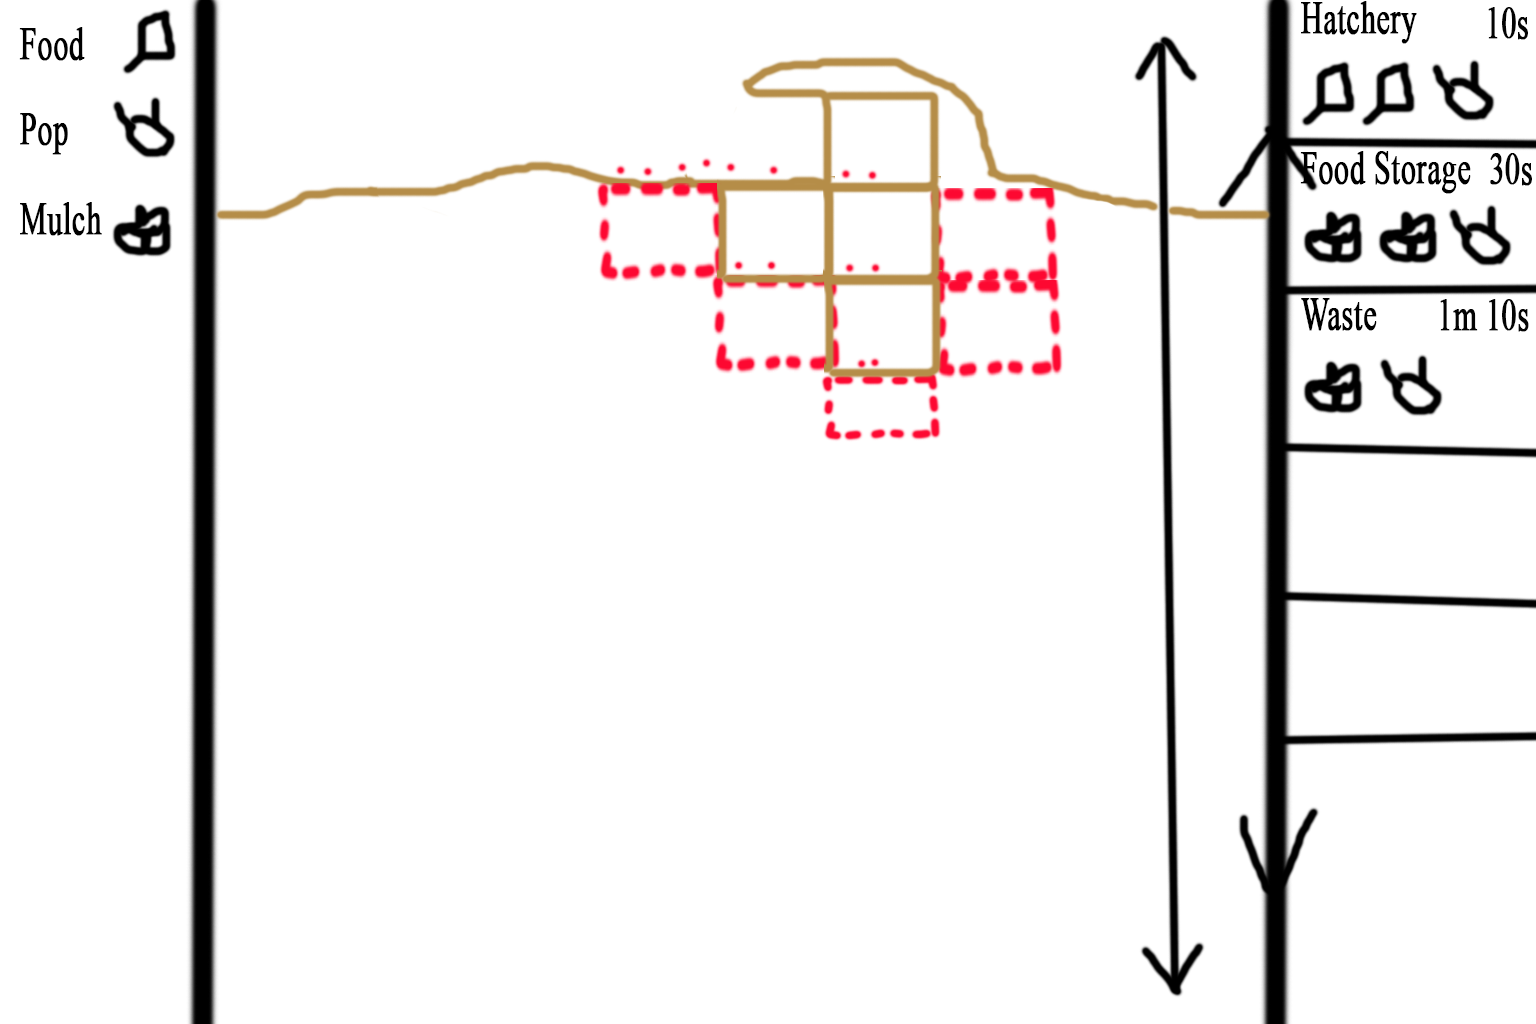 Food
Pop
Mulch
Hatchery 10s
Food Storage 30s
Waste 1m 10s